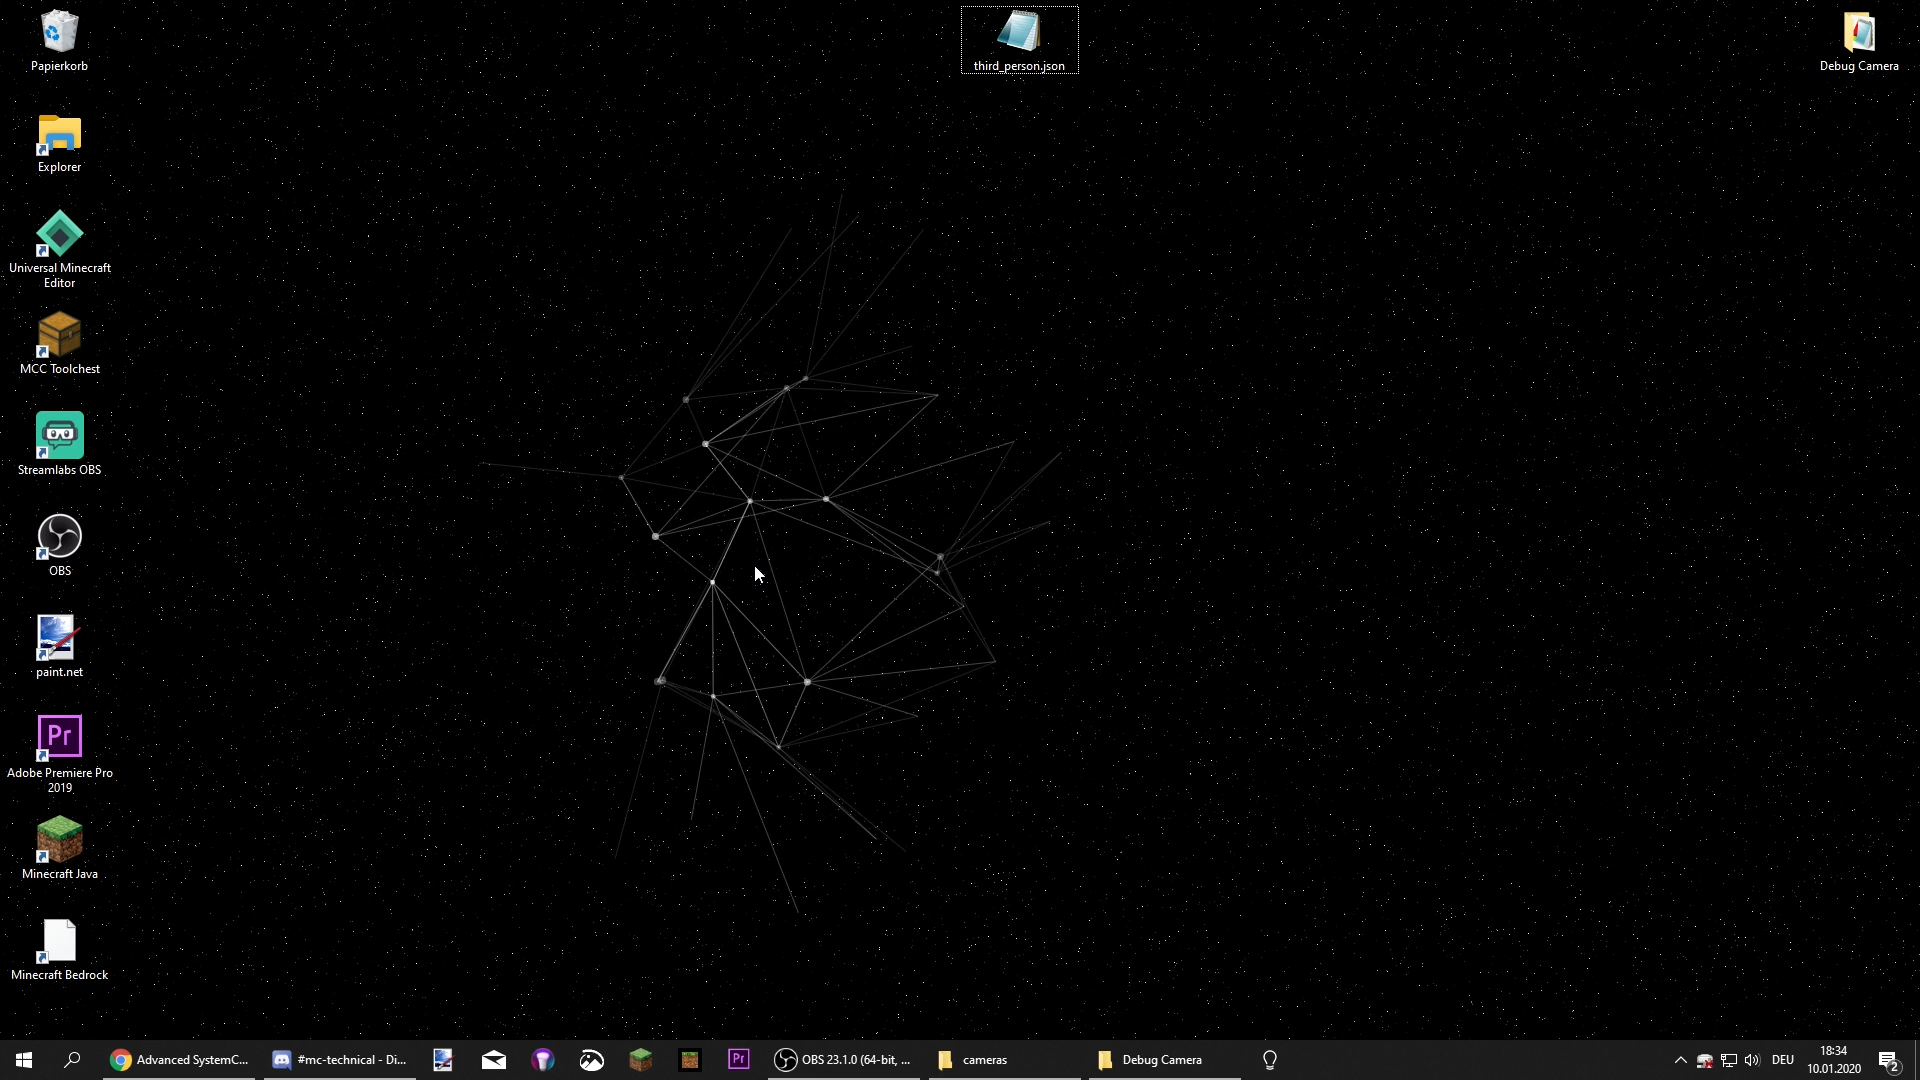 Papierkorb
third_person.json
Debug Camera
Explorer
Universal Minecraft
Editor
MCC Toolchest
Streamlabs OBS
OBS
paint.net
Pr
Adobe Premiere Pro
2019
Minecraft Java
Minecraft Bedrock
Advanced SystemC...
#mc-technical - Di...
Pr
OBS 23.1.0 (64-bit, ...
cameras
Debug Camera
DEU
18:34
10.01.2020
2